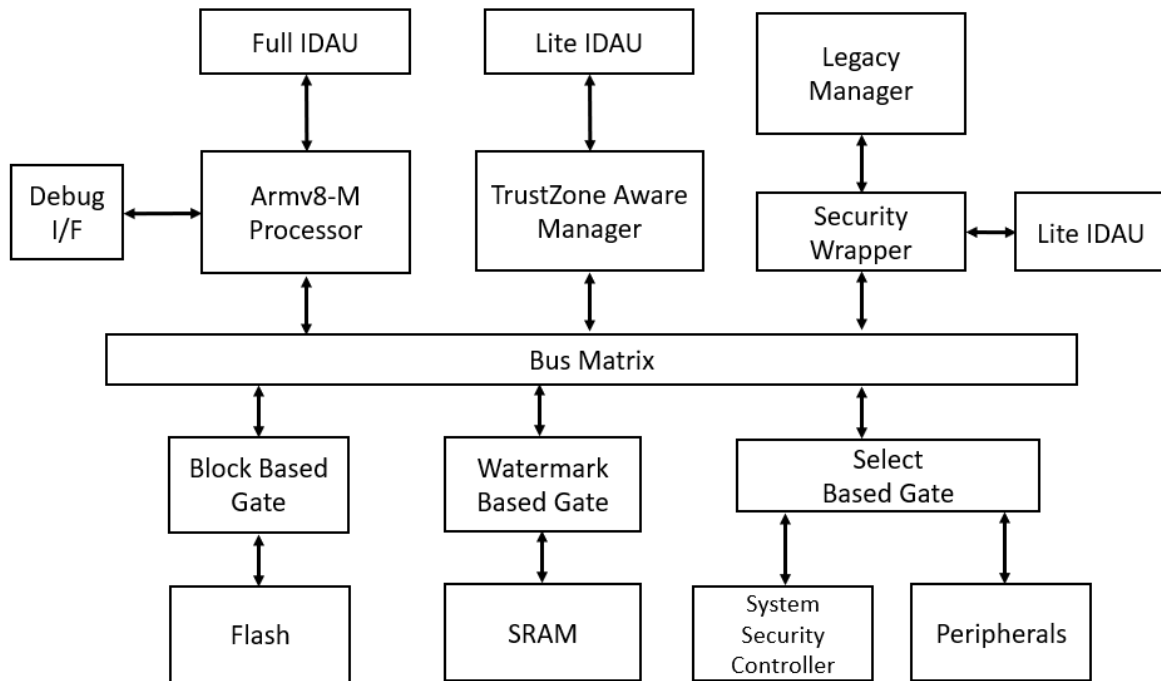 Full IDAU
Lite IDAU
Legacy
Manager
Debug
I/F
Armv8-M
Processor
TrustZone Aware
Manager
Security
Wrapper
Lite IDAU
Bus Matrix
Block Based
Gate
Watermark
Based Gate
Select
Based Gate
Flash
SRAM
System
Security
Controller
Peripherals